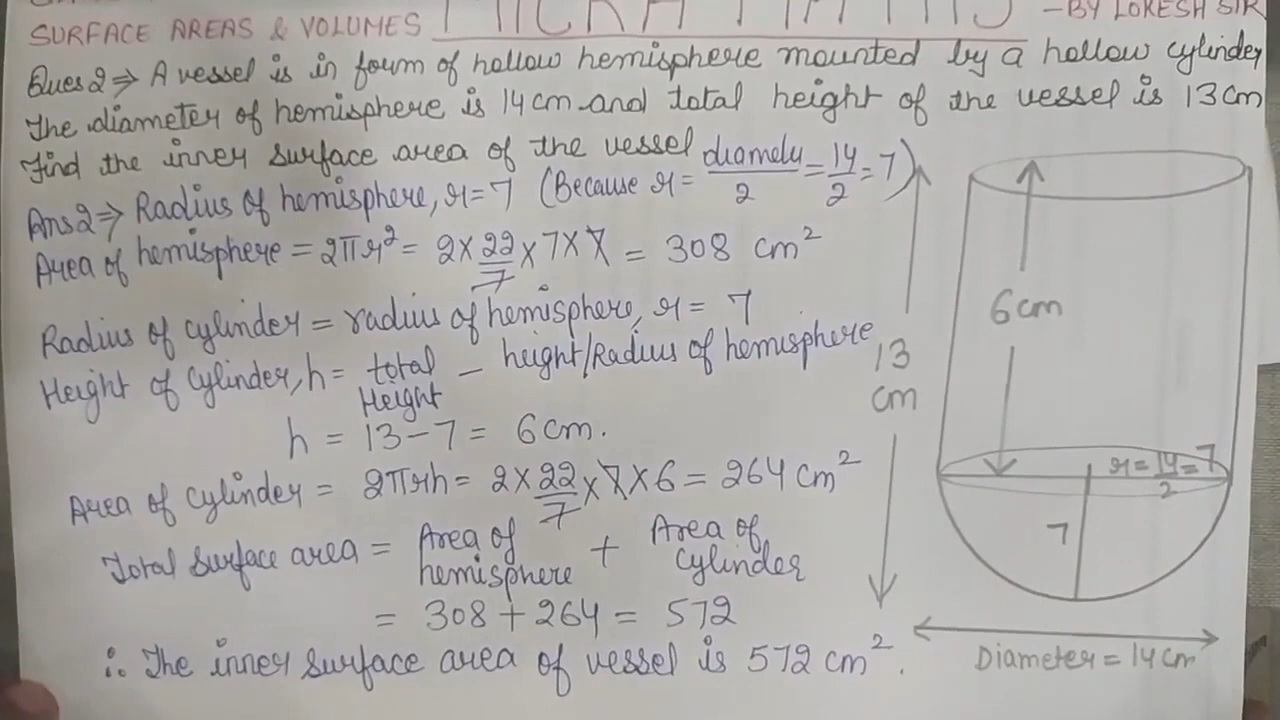 SURFACE AREAS & VOLUMES
-BY LOKESH SIR
Ques2⇒ A vessel is in form of hollow hemisphere mounted by a hollow cylinder
The diameter of hemisphere is 14cm and total height of the vessel is 13cm
Find the inner surface area of the vessel
Ans2⇒ Radius of hemisphere, r=7 (Because r= diameter/2 = 14/2 = 7)
Area of hemisphere = 2πr² = 2×22/7×7×7 = 308 cm²
Radius of cylinder = radius of hemisphere, r= 7
Height of cylinder, h= total Height - height/Radius of hemisphere
h = 13-7 = 6cm.
Area of cylinder = 2πrh = 2×22/7×7×6 = 264 cm²
Total surface area = Area of hemisphere + Area of cylinder
= 308+264 = 572
∴ The inner surface area of vessel is 572 cm².
13
cm
6cm
r=14/2=7
7
Diameter = 14cm